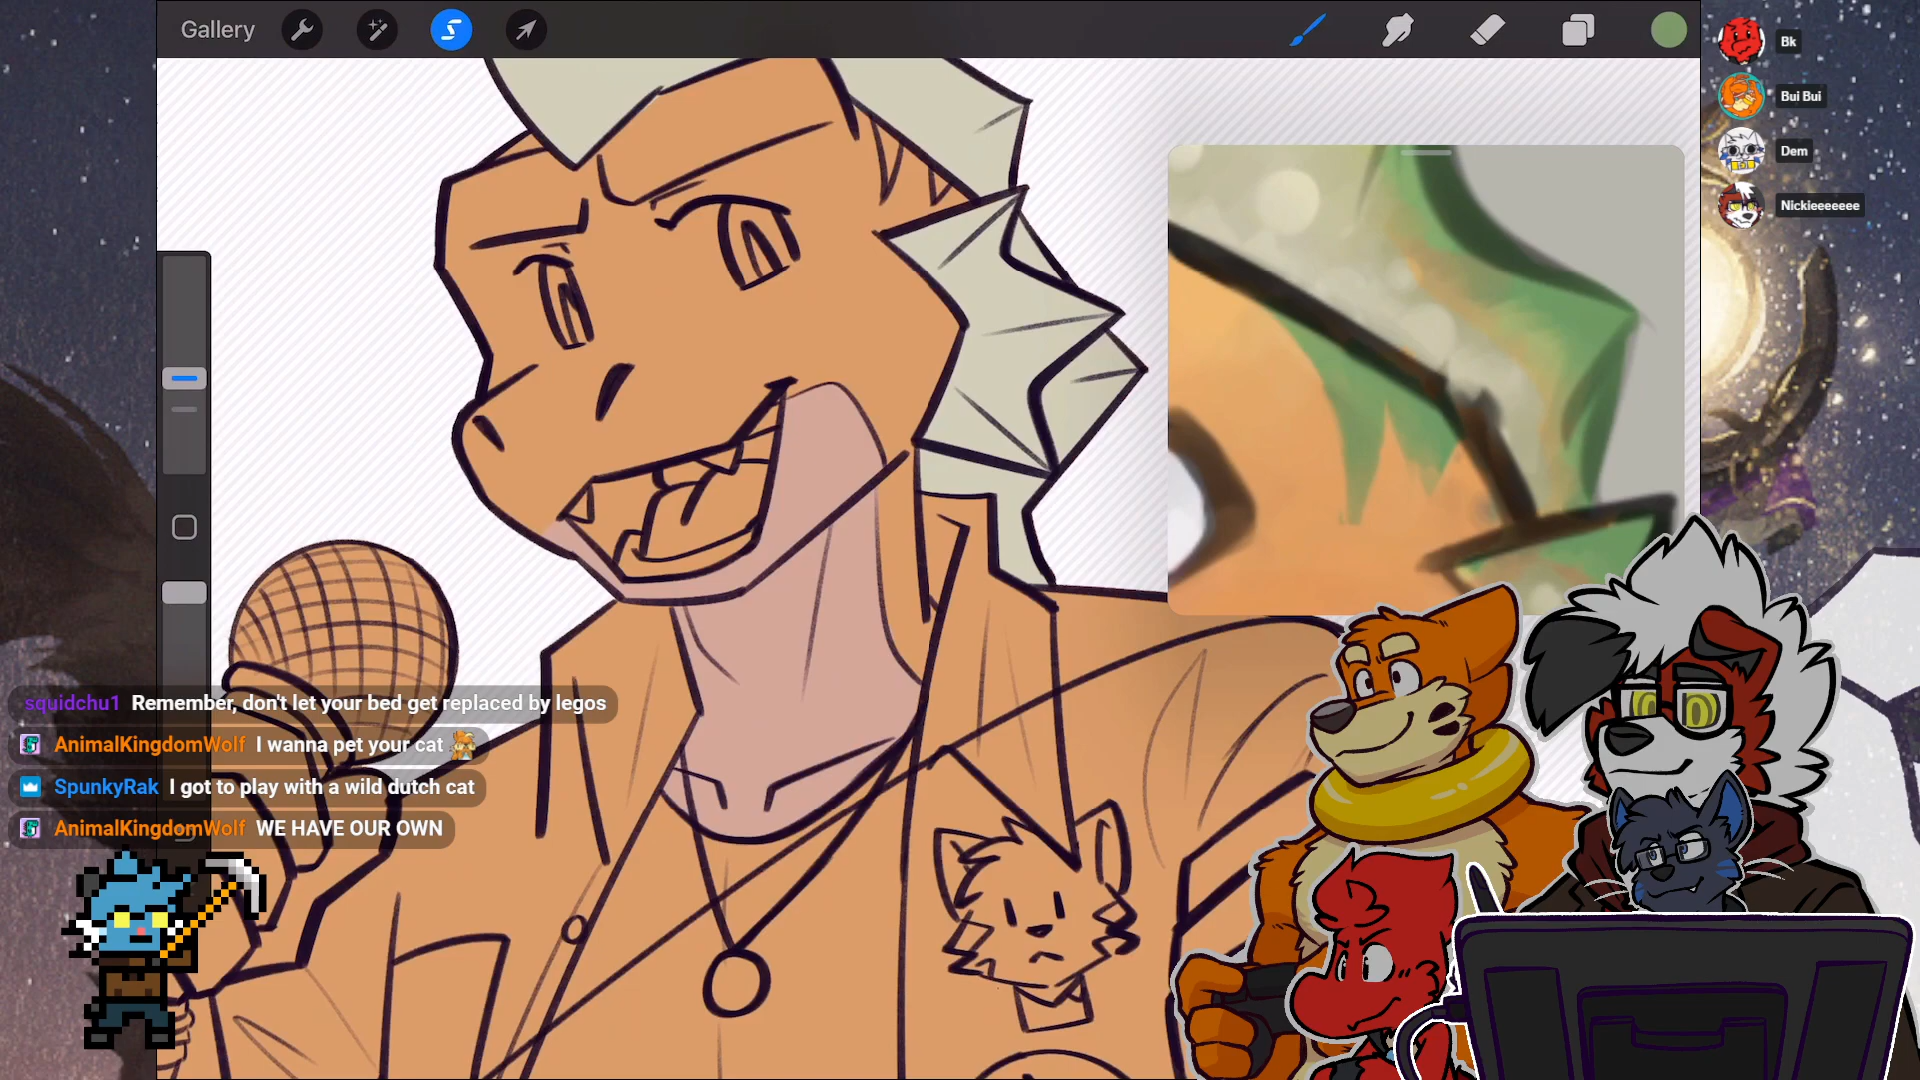 Gallery
Bk
Bui Bui
Dem
Nickieeeeeee
squidchu1 Remember, don't let your bed get replaced by legos
AnimalKingdomWolf I wanna pet your cat
SpunkyRak I got to play with a wild dutch cat
AnimalKingdomWolf WE HAVE OUR OWN